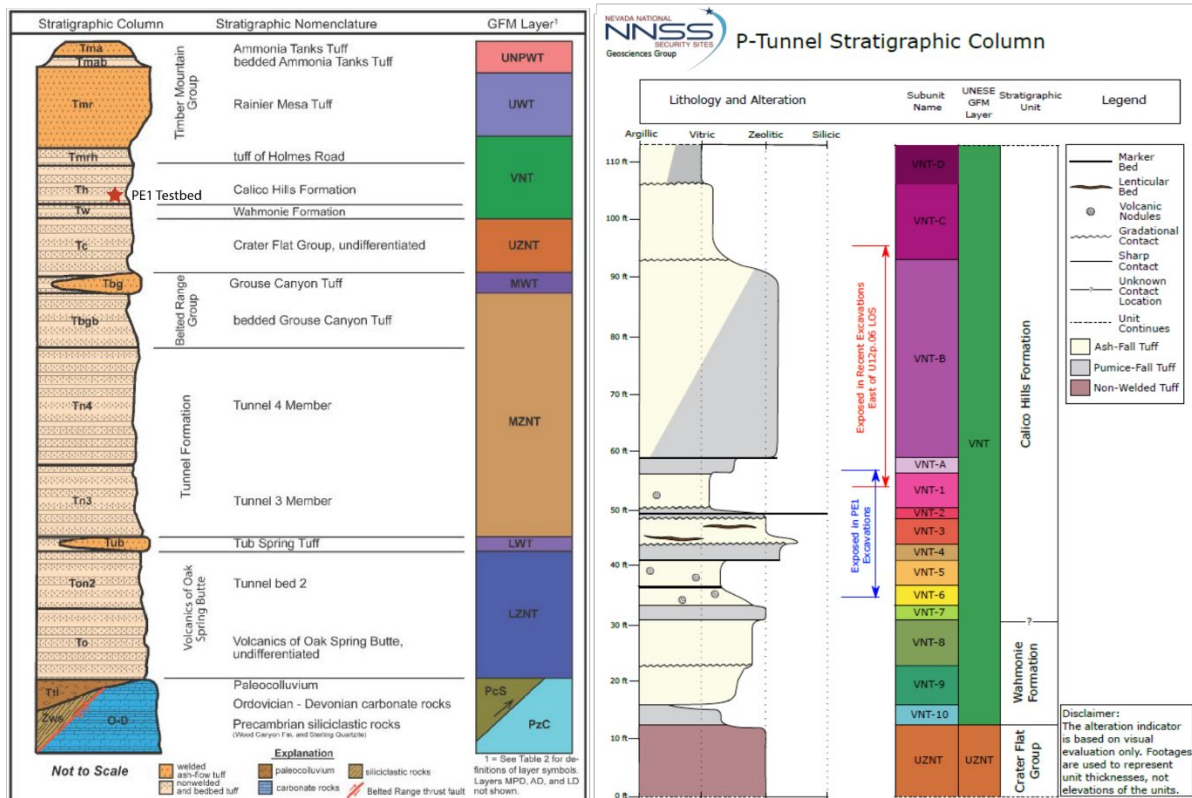 Stratigraphic Column
Stratigraphic Nomenclature
GFM Layer1
Tma
Tmab
Timber Mountain
Group
Ammonia Tanks Tuff
bedded Ammonia Tanks Tuff
UNPWT
Tmr
Rainier Mesa Tuff
UWT
Tmrh
tuff of Holmes Road
VNT
Th
PE1 Testbed
Calico Hills Formation
Tw
Wahmonie Formation
Tc
Crater Flat Group, undifferentiated
UZNT
Tbg
Belted Range
Group
Grouse Canyon Tuff
MWT
Tbgb
bedded Grouse Canyon Tuff
Tunnel Formation
Tn4
Tunnel 4 Member
MZNT
Tn3
Tunnel 3 Member
Tub
Tub Spring Tuff
LWT
Volcanics of Oak
Spring Butte
Ton2
Tunnel bed 2
LZNT
To
Volcanics of Oak Spring Butte,
undifferentiated
Ttl
Zws
O-D
Paleocolluvium
Ordovician - Devonian carbonate rocks
Precambrian siliciclastic rocks
(Wood Canyon Fm. and Sterling Quartzite)
PcS
PzC
Not to Scale
Explanation
welded
ash-flow tuff
nonwelded
and bedbed tuff
paleocolluvium
carbonate rocks
siliciclastic rocks
Belted Range thrust fault
1 = See Table 2 for de-
finitions of layer symbols.
Layers MPD, AD, and LD
not shown.
NEVADA NATIONAL
NNSS
SECURITY SITES
Geosciences Group
P-Tunnel Stratigraphic Column
Lithology and Alteration
Subunit
Name
UNESE
GFM
Layer
Stratigraphic
Unit
Legend
Argillic
Vitric
Zeolitic
Silicic
110 ft
100 ft
90 ft
80 ft
70 ft
60 ft
50 ft
40 ft
30 ft
20 ft
10 ft
0 ft
Exposed in Recent Excavations
East of U12p.06 LOS
Exposed in PE1
Excavations
VNT-D
VNT-C
VNT-B
VNT-A
VNT-1
VNT-2
VNT-3
VNT-4
VNT-5
VNT-6
VNT-7
VNT-8
VNT-9
VNT-10
UZNT
VNT
UZNT
Calico Hills Formation
?
Wahmonie
Formation
Crater Flat
Group
Marker
Bed
Lenticular
Bed
Volcanic
Nodules
Gradational
Contact
Sharp
Contact
?
Unknown
Contact
Location
Unit
Continues
Ash-Fall Tuff
Pumice-Fall Tuff
Non-Welded Tuff
Disclaimer:
The alteration indicator
is based on visual
evaluation only. Footages
are used to represent
unit thicknesses, not
elevations of the units.